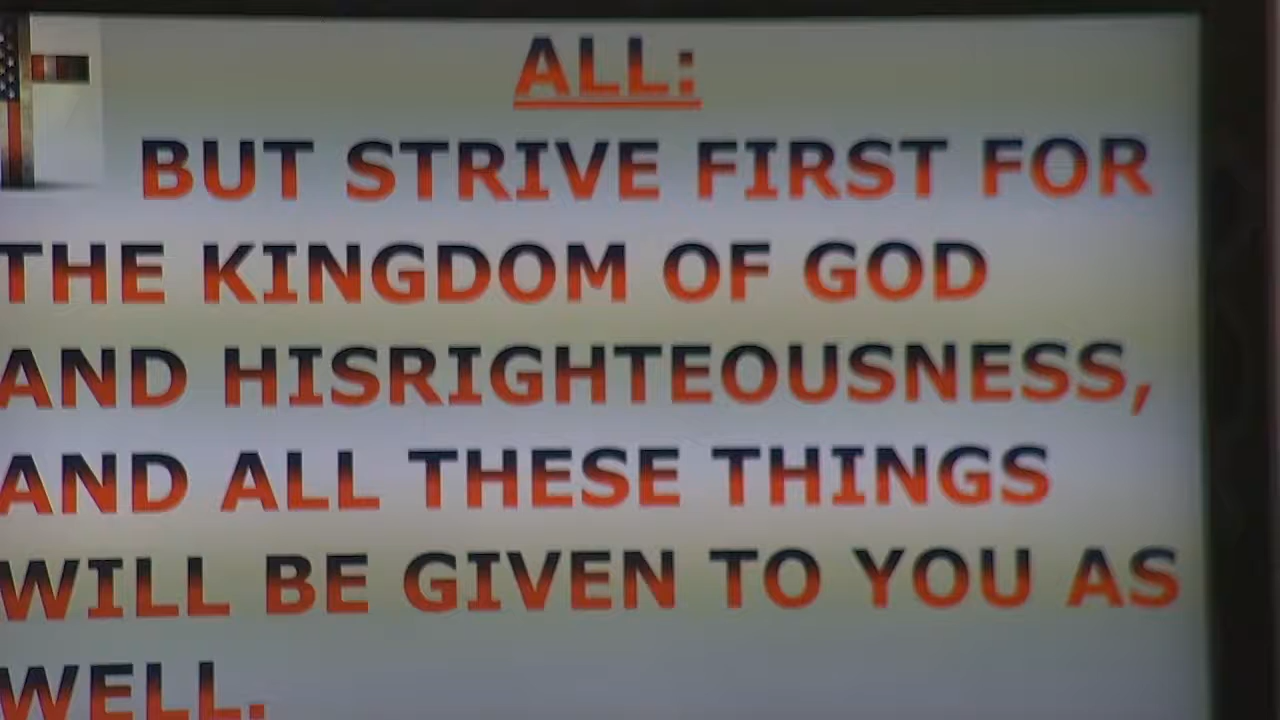 ALL:
BUT STRIVE FIRST FOR
THE KINGDOM OF GOD
AND HISRIGHTEOUSNESS,
AND ALL THESE THINGS
WILL BE GIVEN TO YOU AS
WELL.